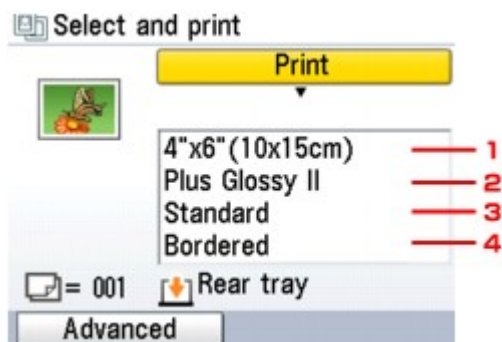 Select and print
Print
4"x6"(10x15cm) 1
Plus Glossy II 2
Standard 3
Bordered 4
= 001 Rear tray
Advanced